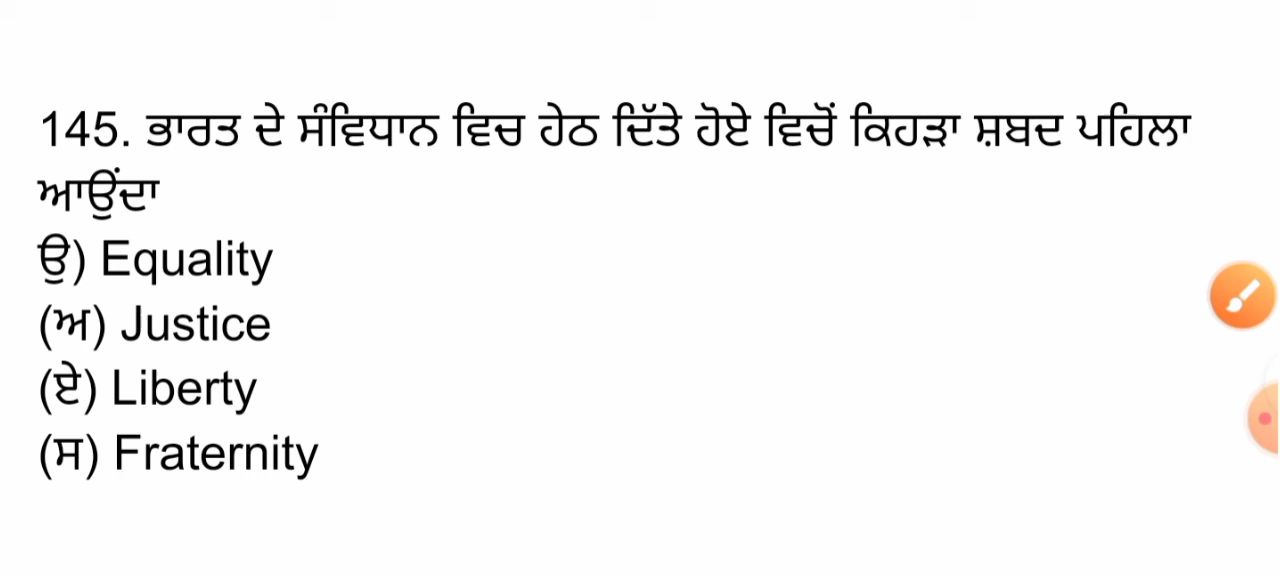 145. ਭਾਰਤ ਦੇ ਸੰਵਿਧਾਨ ਵਿਚ ਹੇਠ ਦਿੱਤੇ ਹੋਏ ਵਿਚੋਂ ਕਿਹੜਾ ਸ਼ਬਦ ਪਹਿਲਾ
ਆਉਂਦਾ
ੳੁ) Equality
(ਅ) Justice
(ੲੇ) Liberty
(ਸ) Fraternity